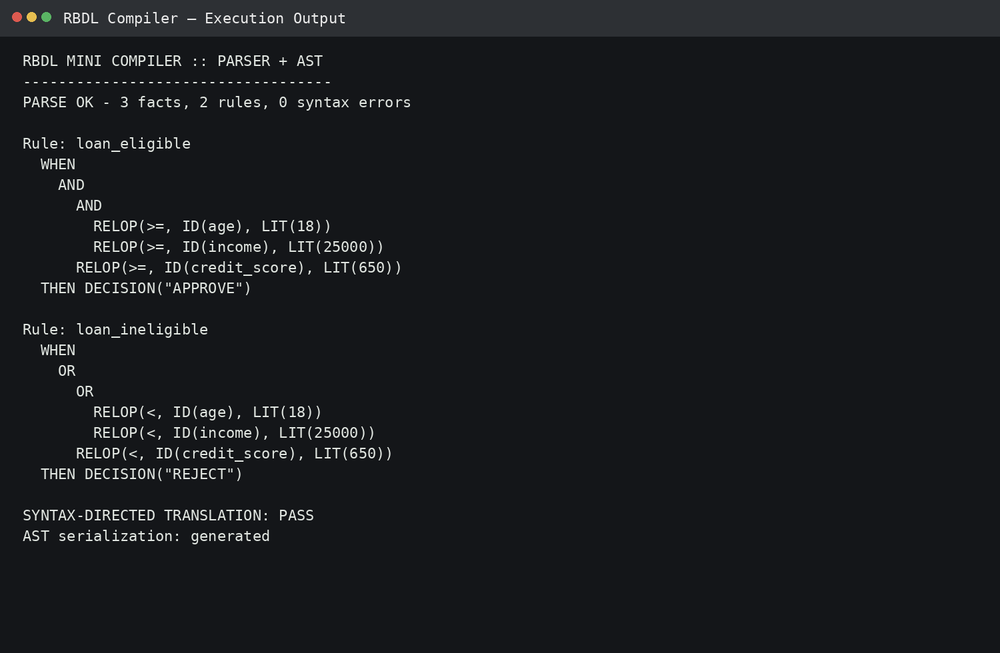 RBDL Compiler — Execution Output
RBDL MINI COMPILER :: PARSER + AST
-----------------------------------
PARSE OK - 3 facts, 2 rules, 0 syntax errors

Rule: loan_eligible
  WHEN
    AND
      AND
        RELOP(>=, ID(age), LIT(18))
        RELOP(>=, ID(income), LIT(25000))
      RELOP(>=, ID(credit_score), LIT(650))
  THEN DECISION("APPROVE")

Rule: loan_ineligible
  WHEN
    OR
      OR
        RELOP(<, ID(age), LIT(18))
        RELOP(<, ID(income), LIT(25000))
      RELOP(<, ID(credit_score), LIT(650))
  THEN DECISION("REJECT")

SYNTAX-DIRECTED TRANSLATION: PASS
AST serialization: generated